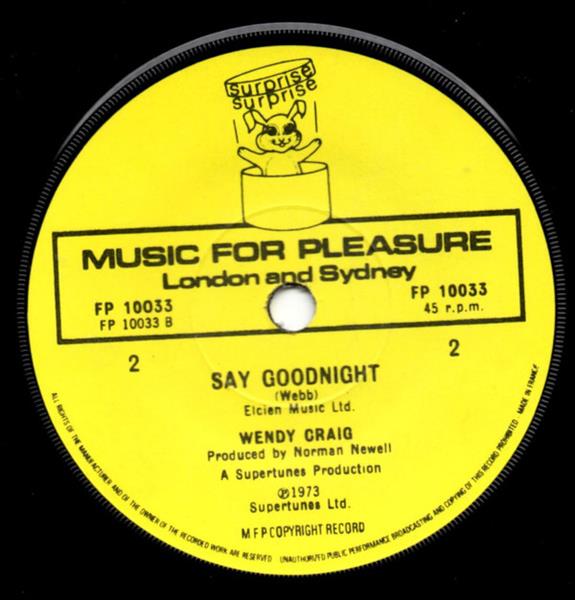 surprise
surprise
MUSIC FOR PLEASURE
London and Sydney
FP 10033
FP 10033 B
FP 10033
45 r.p.m.
2
2
SAY GOODNIGHT
(Webb)
Elcien Music Ltd.
WENDY CRAIG
Produced by Norman Newell
A Supertunes Production
℗1973
Supertunes Ltd.
M F P COPYRIGHT RECORD
ALL RIGHTS OF THE MANUFACTURER AND OF THE OWNER OF THE RECORDED WORK ARE RESERVED UNAUTHORIZED PUBLIC PERFORMANCE BROADCASTING AND COPYING OF THIS RECORD PROHIBITED · MADE IN FRANCE